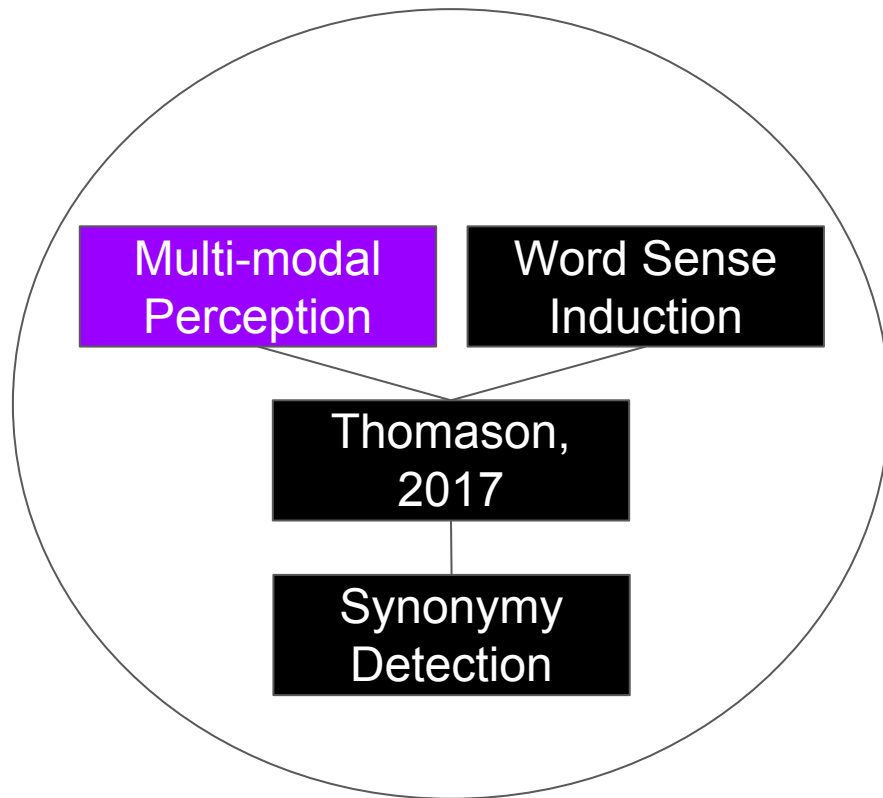 Multi-modal
Perception
Word Sense
Induction
Thomason,
2017
Synonymy
Detection